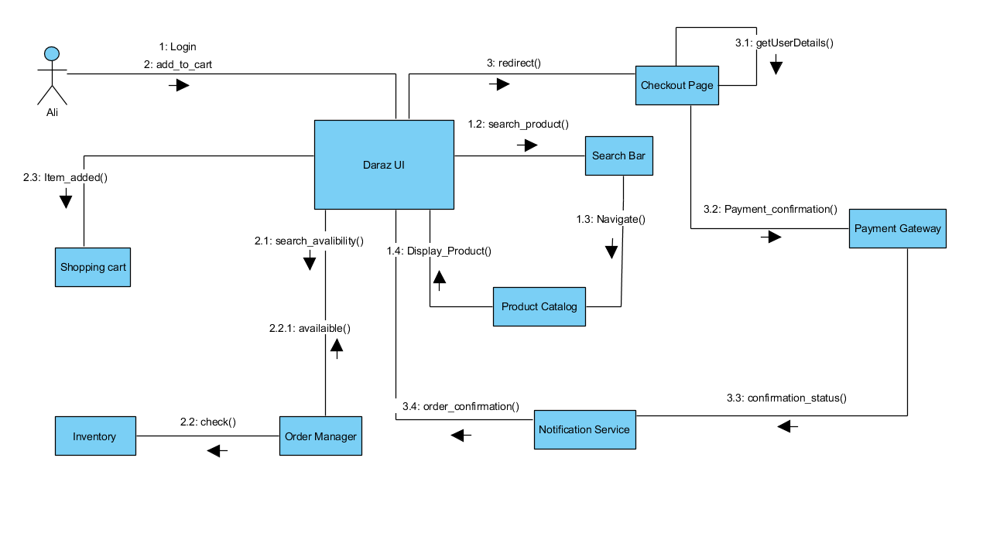 1: Login
2: add_to_cart
Ali
3: redirect()
3.1: getUserDetails()
Checkout Page
Daraz UI
1.2: search_product()
Search Bar
2.3: Item_added()
1.3: Navigate()
3.2: Payment_confirmation()
Payment Gateway
2.1: search_avalibility()
1.4: Display_Product()
Shopping cart
Product Catalog
2.2.1: availaible()
3.3: confirmation_status()
3.4: order_confirmation()
2.2: check()
Notification Service
Inventory
Order Manager